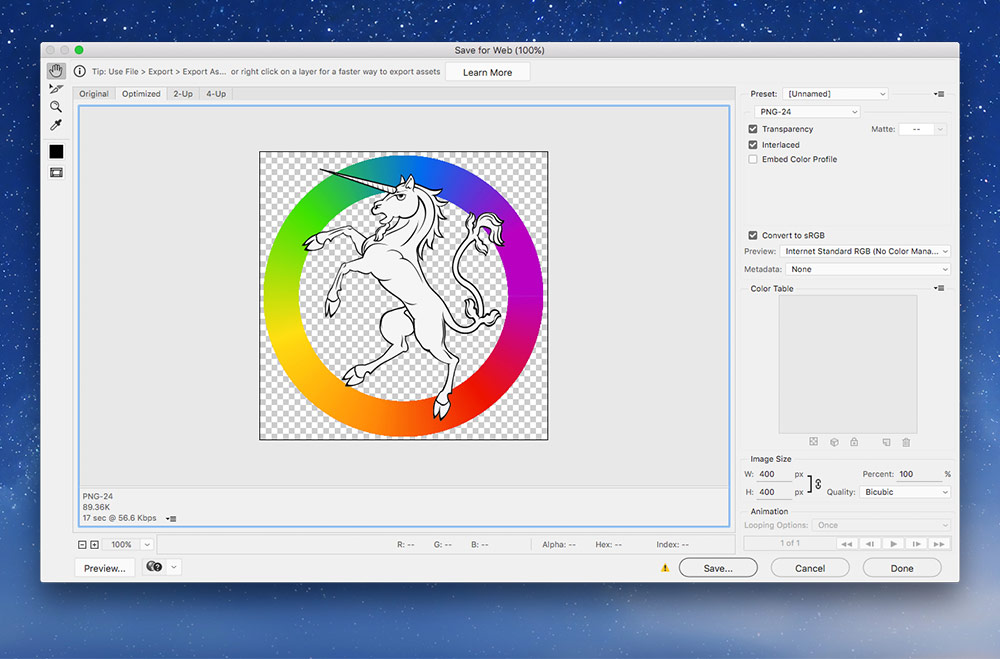 Save for Web (100%)
Tip: Use File > Export > Export As... or right click on a layer for a faster way to export assets
Learn More
Original Optimized 2-Up 4-Up
Preset: [Unnamed]
PNG-24
Transparency Matte: --
Interlaced
Embed Color Profile
Convert to sRGB
Preview: Internet Standard RGB (No Color Mana...
Metadata: None
Color Table
Image Size
W: 400 px Percent: 100 %
H: 400 px Quality: Bicubic
Animation
Looping Options: Once
1 of 1
PNG-24
89.36K
17 sec @ 56.6 Kbps
100% R: -- G: -- B: -- Alpha: -- Hex: -- Index: --
Preview... Save... Cancel Done